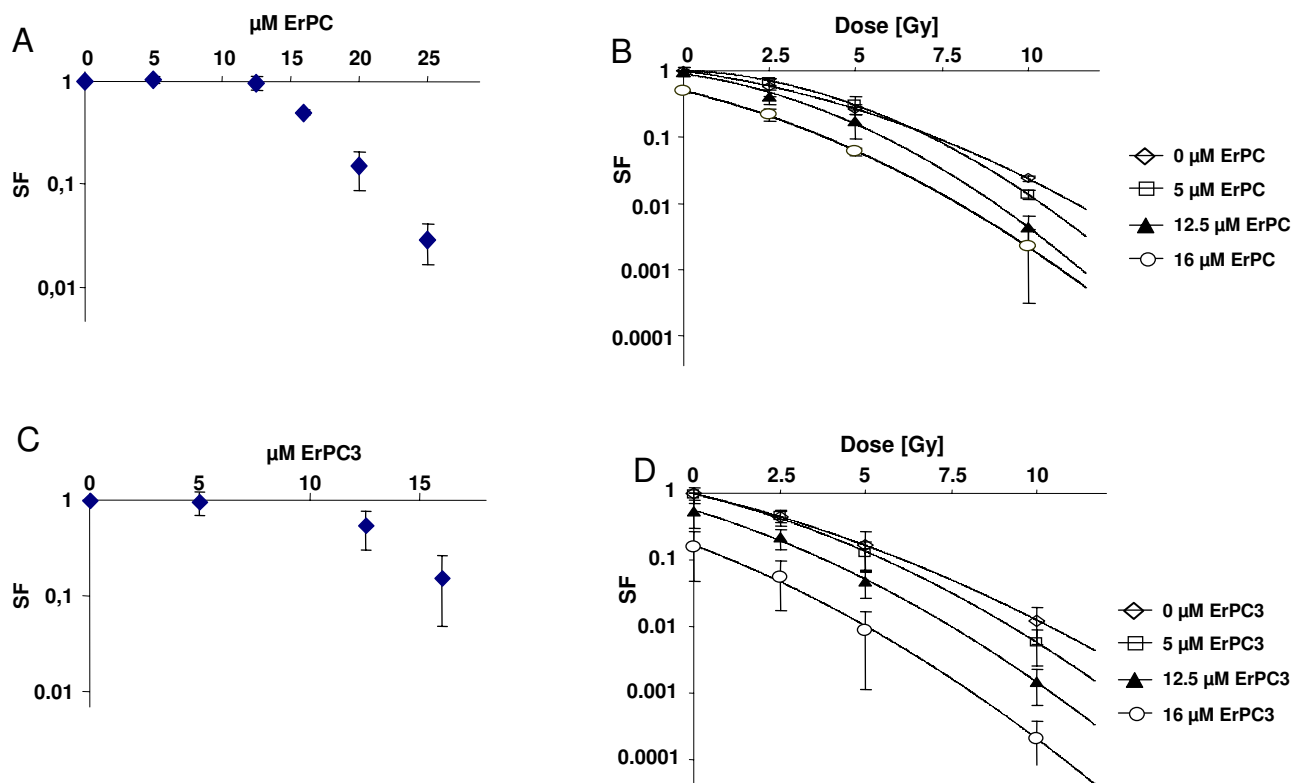 A
µM ErPC
0 5 10 15 20 25
1
0,1
0,01
SF
B
Dose [Gy]
0 2.5 5 7.5 10
1
0.1
0.01
0.001
0.0001
SF
0 µM ErPC
5 µM ErPC
12.5 µM ErPC
16 µM ErPC
C
µM ErPC3
0 5 10 15
1
0,1
0.01
SF
D
Dose [Gy]
0 2.5 5 7.5 10
1
0.1
0.01
0.001
0.0001
SF
0 µM ErPC3
5 µM ErPC3
12.5 µM ErPC3
16 µM ErPC3